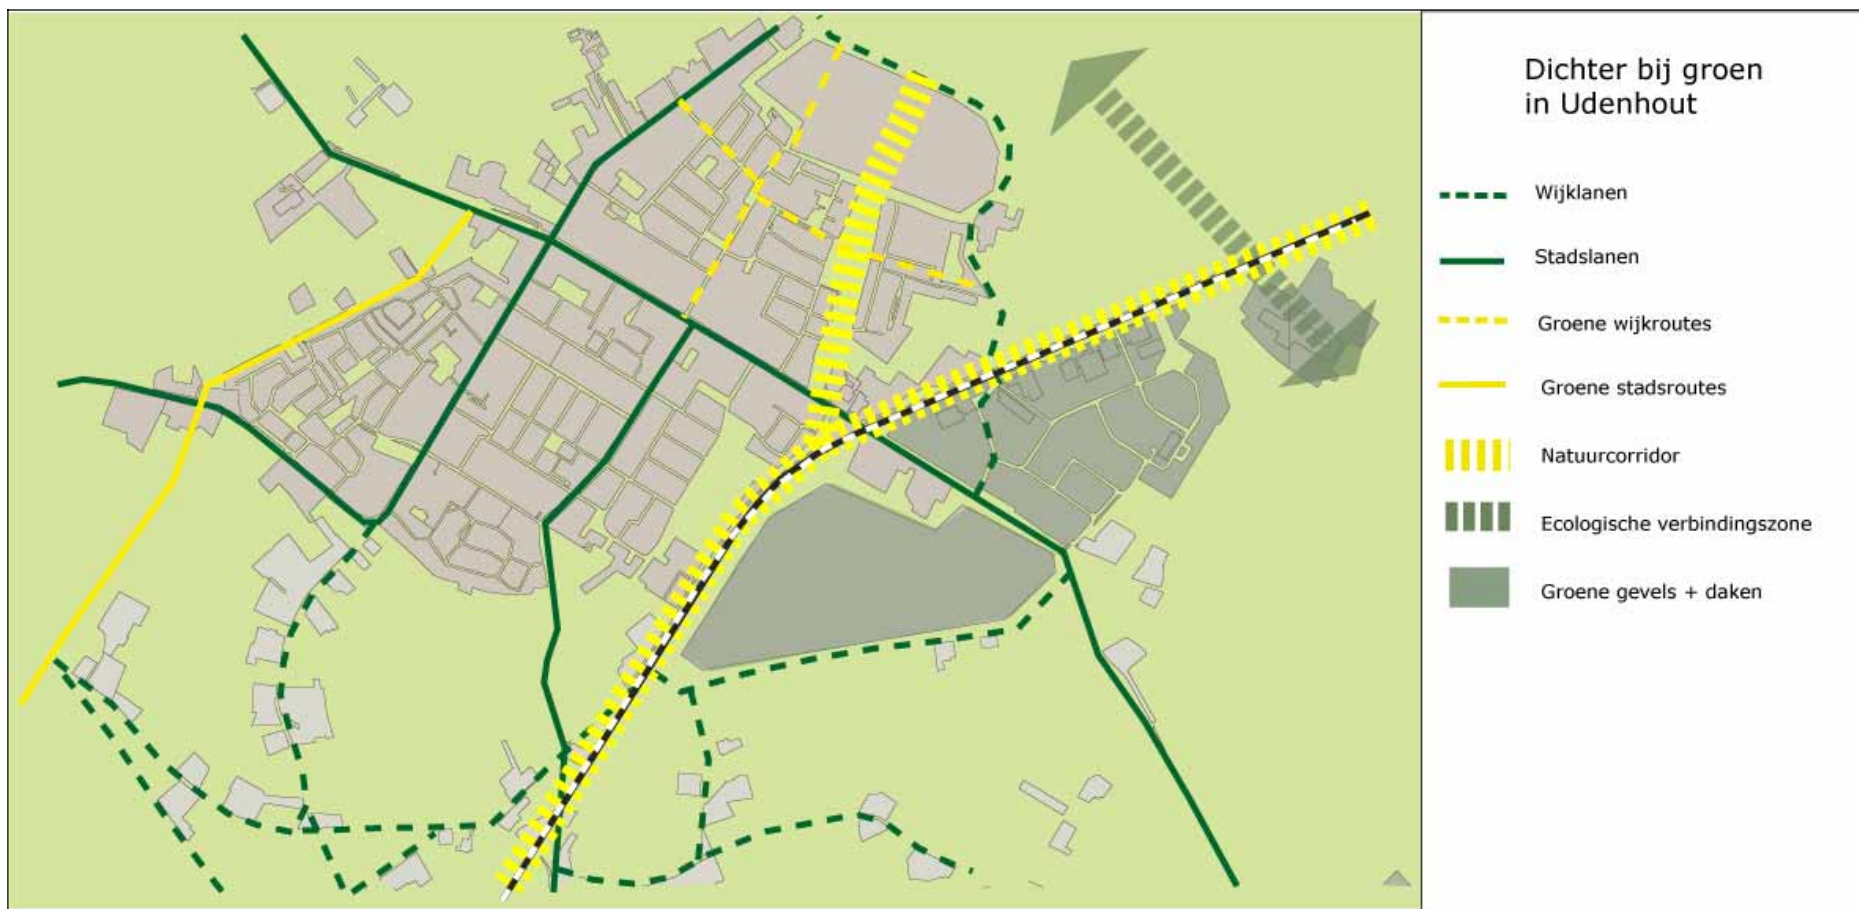 Dichter bij groen
in Udenhout
Wijklanen
Stadslanen
Groene wijkroutes
Groene stadsroutes
Natuurcorridor
Ecologische verbindingszone
Groene gevels + daken